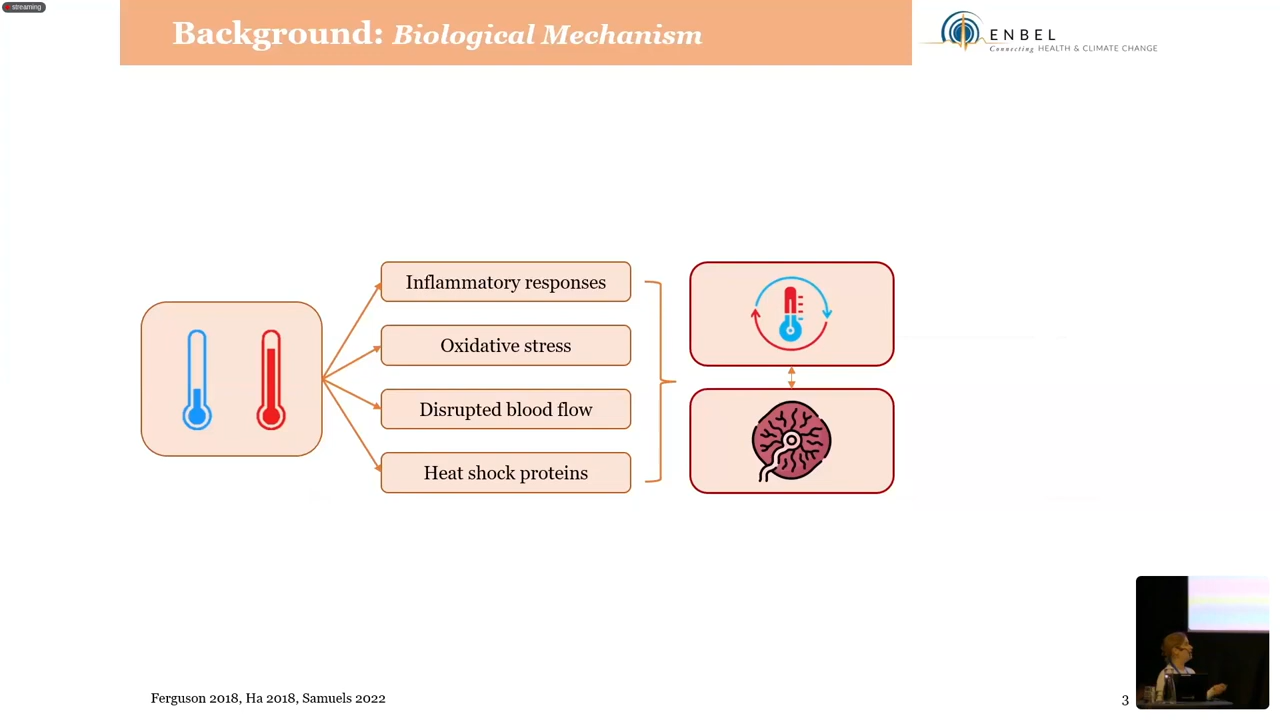 streaming
Background: Biological Mechanism
ENBEL
Connecting HEALTH & CLIMATE CHANGE
Inflammatory responses
Oxidative stress
Disrupted blood flow
Heat shock proteins
Ferguson 2018, Ha 2018, Samuels 2022
3